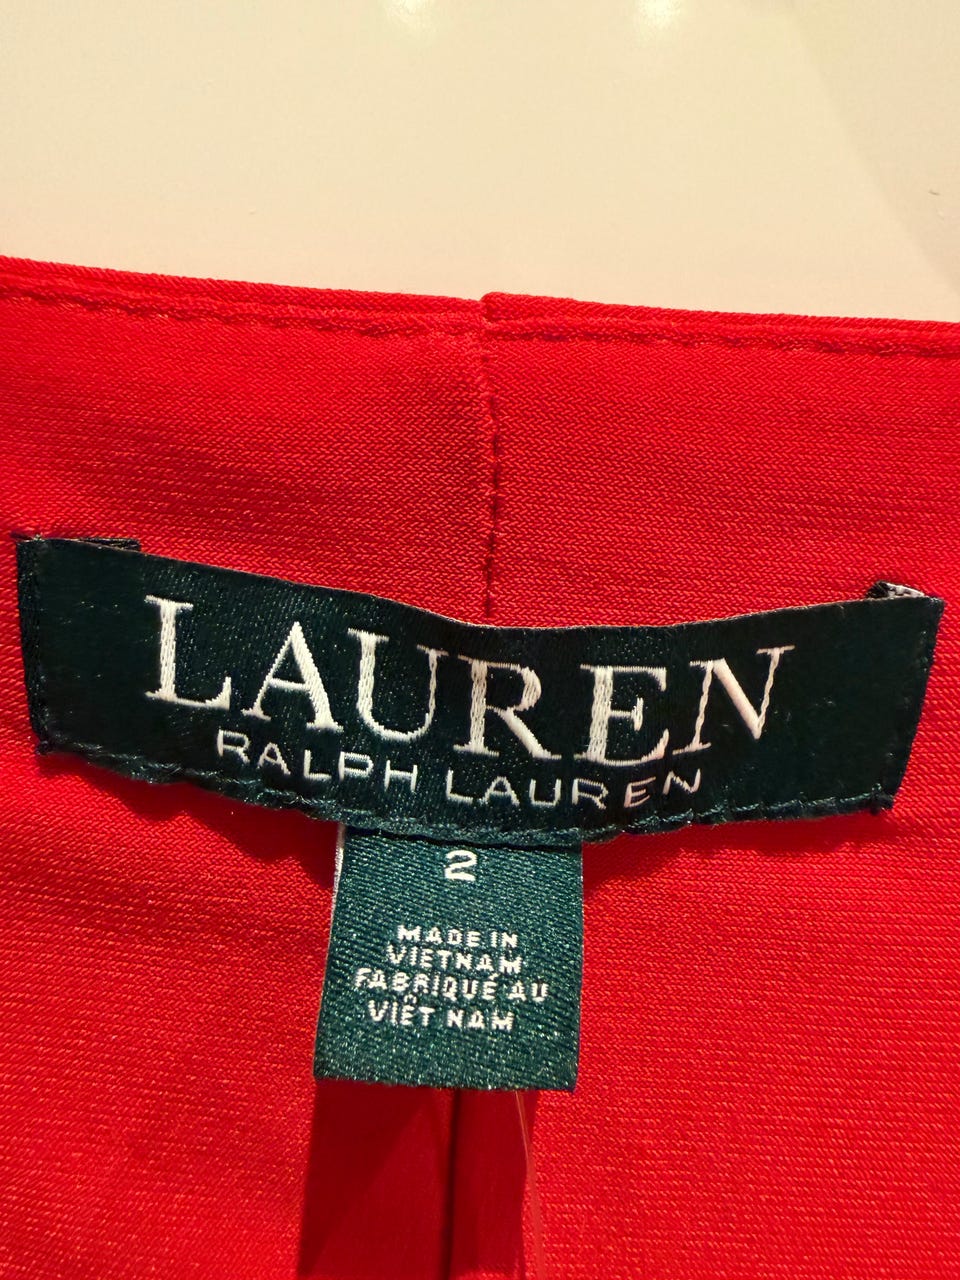 LAUREN
RALPH LAUREN
2
MADE IN
VIETNAM
FABRIQUÉ AU
VIÊT NAM